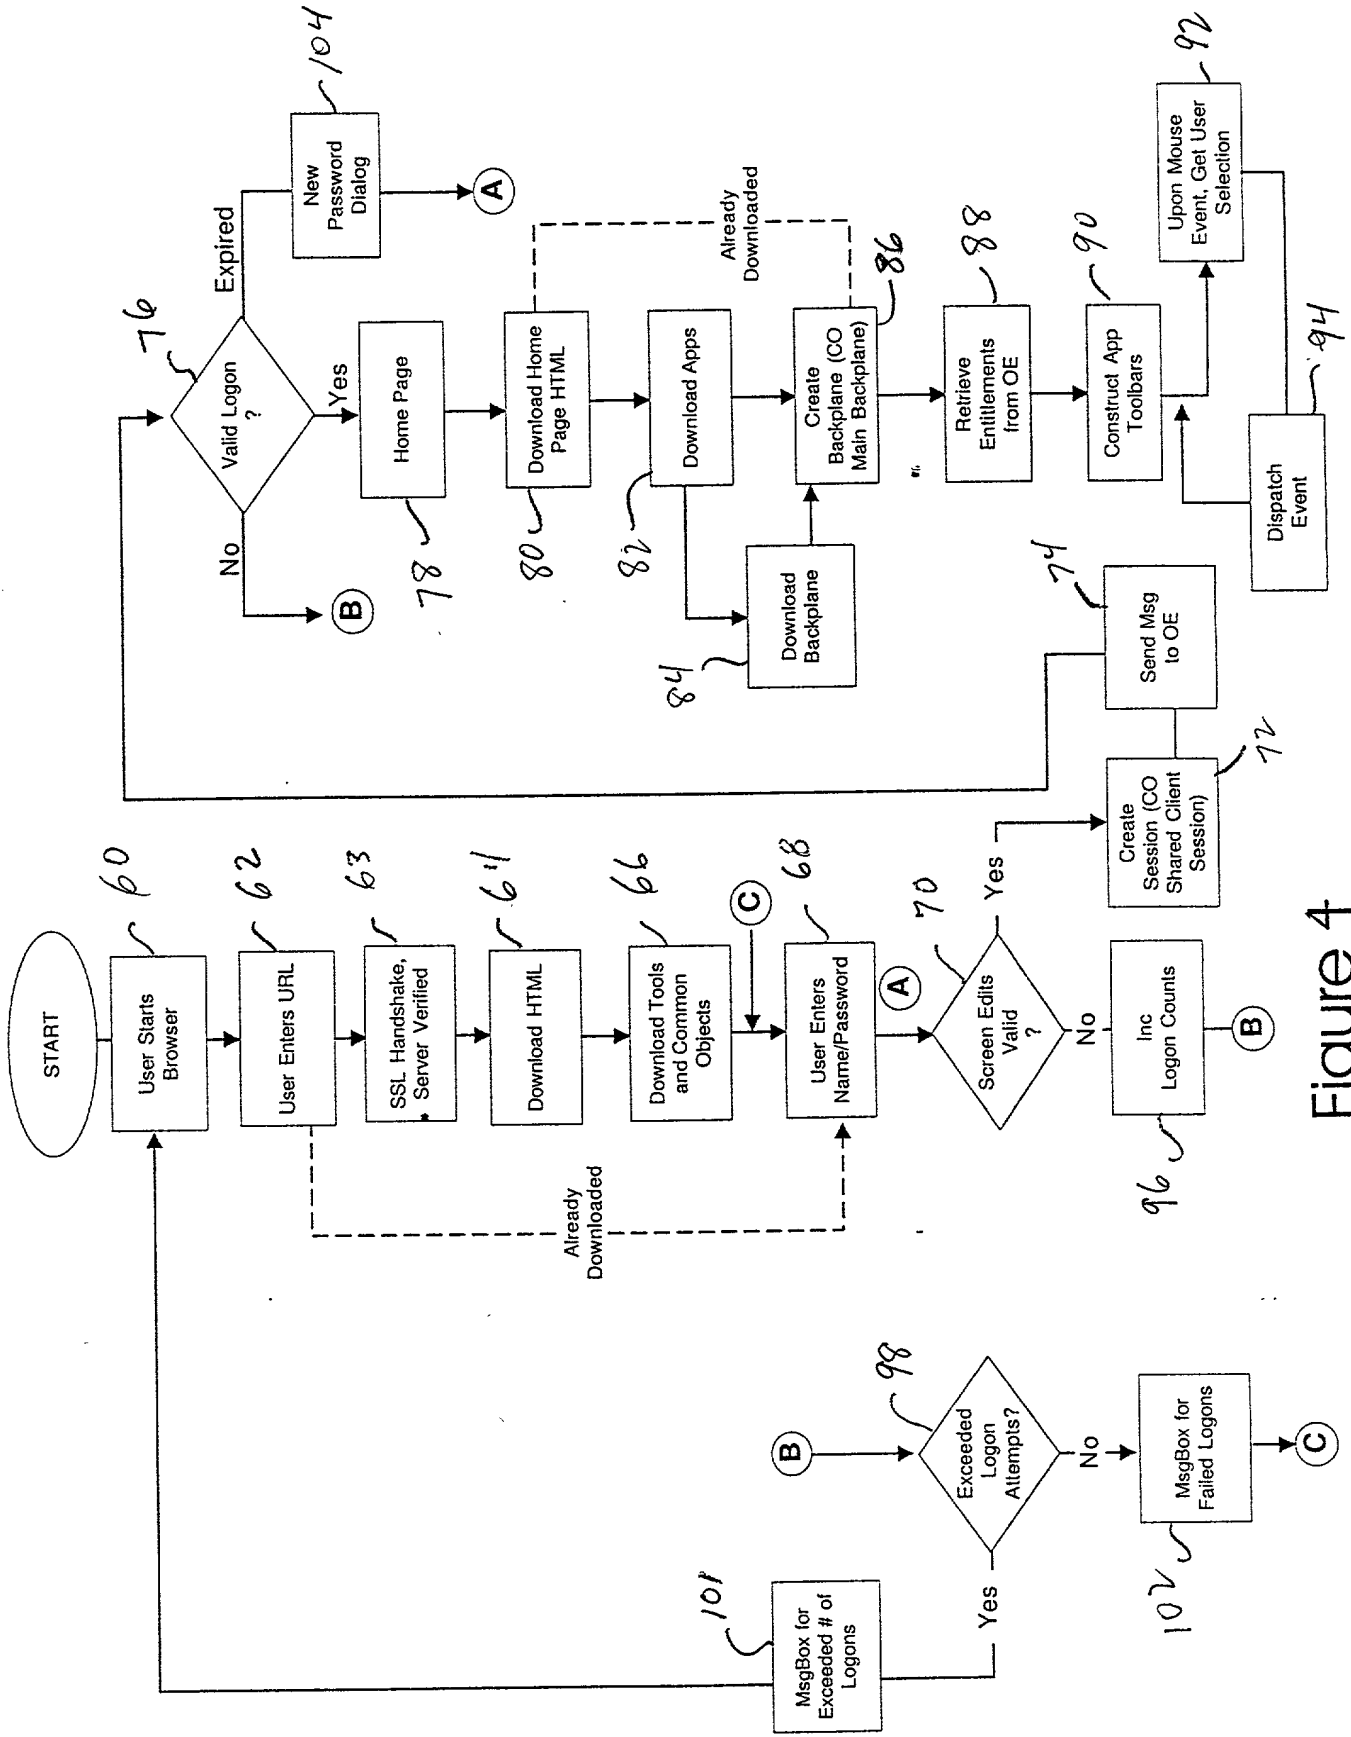 START
60
User Starts
Browser
62
User Enters URL
63
SSL Handshake,
Server Verified
64
Download HTML
66
Download Tools
and Common
Objects
C
68
User Enters
Name/Password
Already
Downloaded
A
70
Screen Edits
Valid
?
Yes
No
Inc
Logon Counts
96
B
Create
Session (CO
Shared Client
Session)
72
Send Msg
to OE
74
76
Valid Logon
?
No
B
Expired
New
Password
Dialog
104
A
Yes
Home Page
78
Download Home
Page HTML
80
Already
Downloaded
Download Apps
82
Download
Backplane
84
Create
Backplane (CO
Main Backplane)
86
Retrieve
Entitlements
from OE
88
Construct App
Toolbars
90
Upon Mouse
Event, Get User
Selection
92
Dispatch
Event
94
B
98
Exceeded
Logon
Attempts?
Yes
No
MsgBox for
Exceeded # of
Logons
101
MsgBox for
Failed Logons
102
C
Figure 4